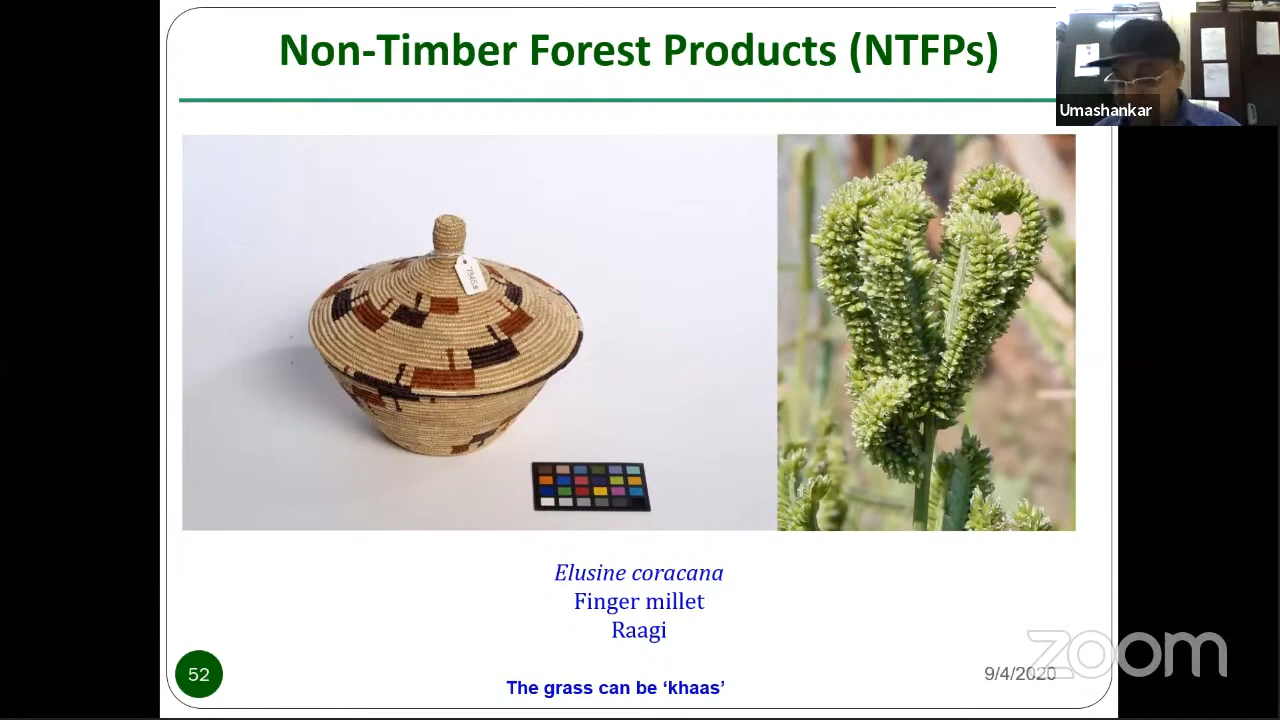 Non-Timber Forest Products (NTFPs)
Umashankar
Elusine coracana
Finger millet
Raagi
52
9/4/2020
zoom
The grass can be ‘khaas’